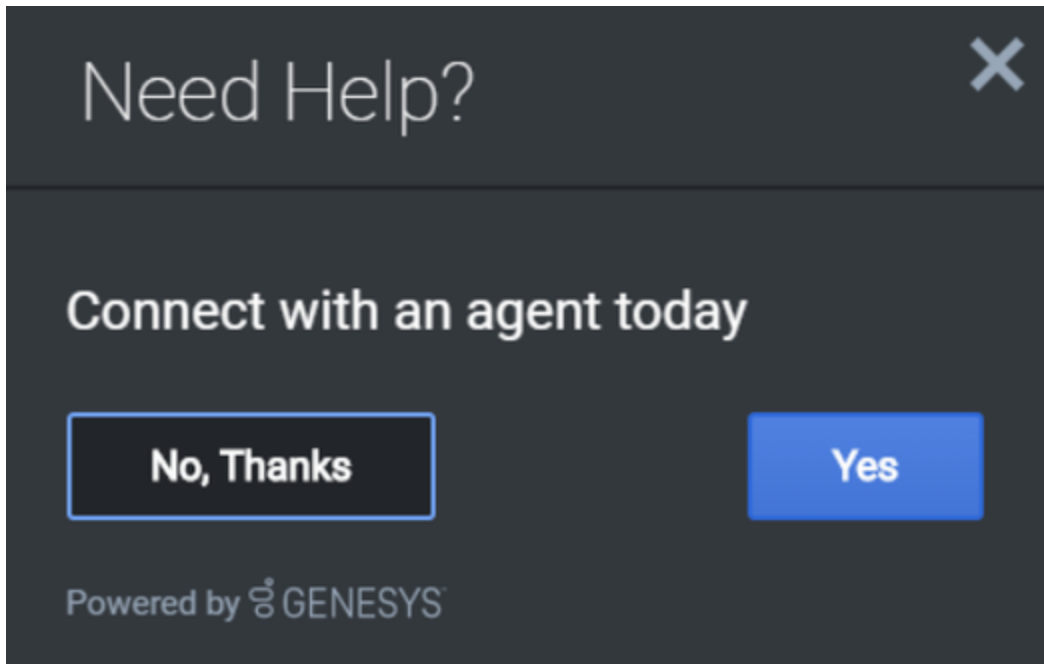 Need Help?
Connect with an agent today
No, Thanks
Yes
Powered by GENESYS